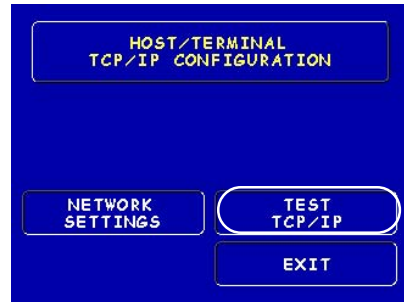 HOST/TERMINAL
TCP/IP CONFIGURATION
NETWORK
SETTINGS
TEST
TCP/IP
EXIT